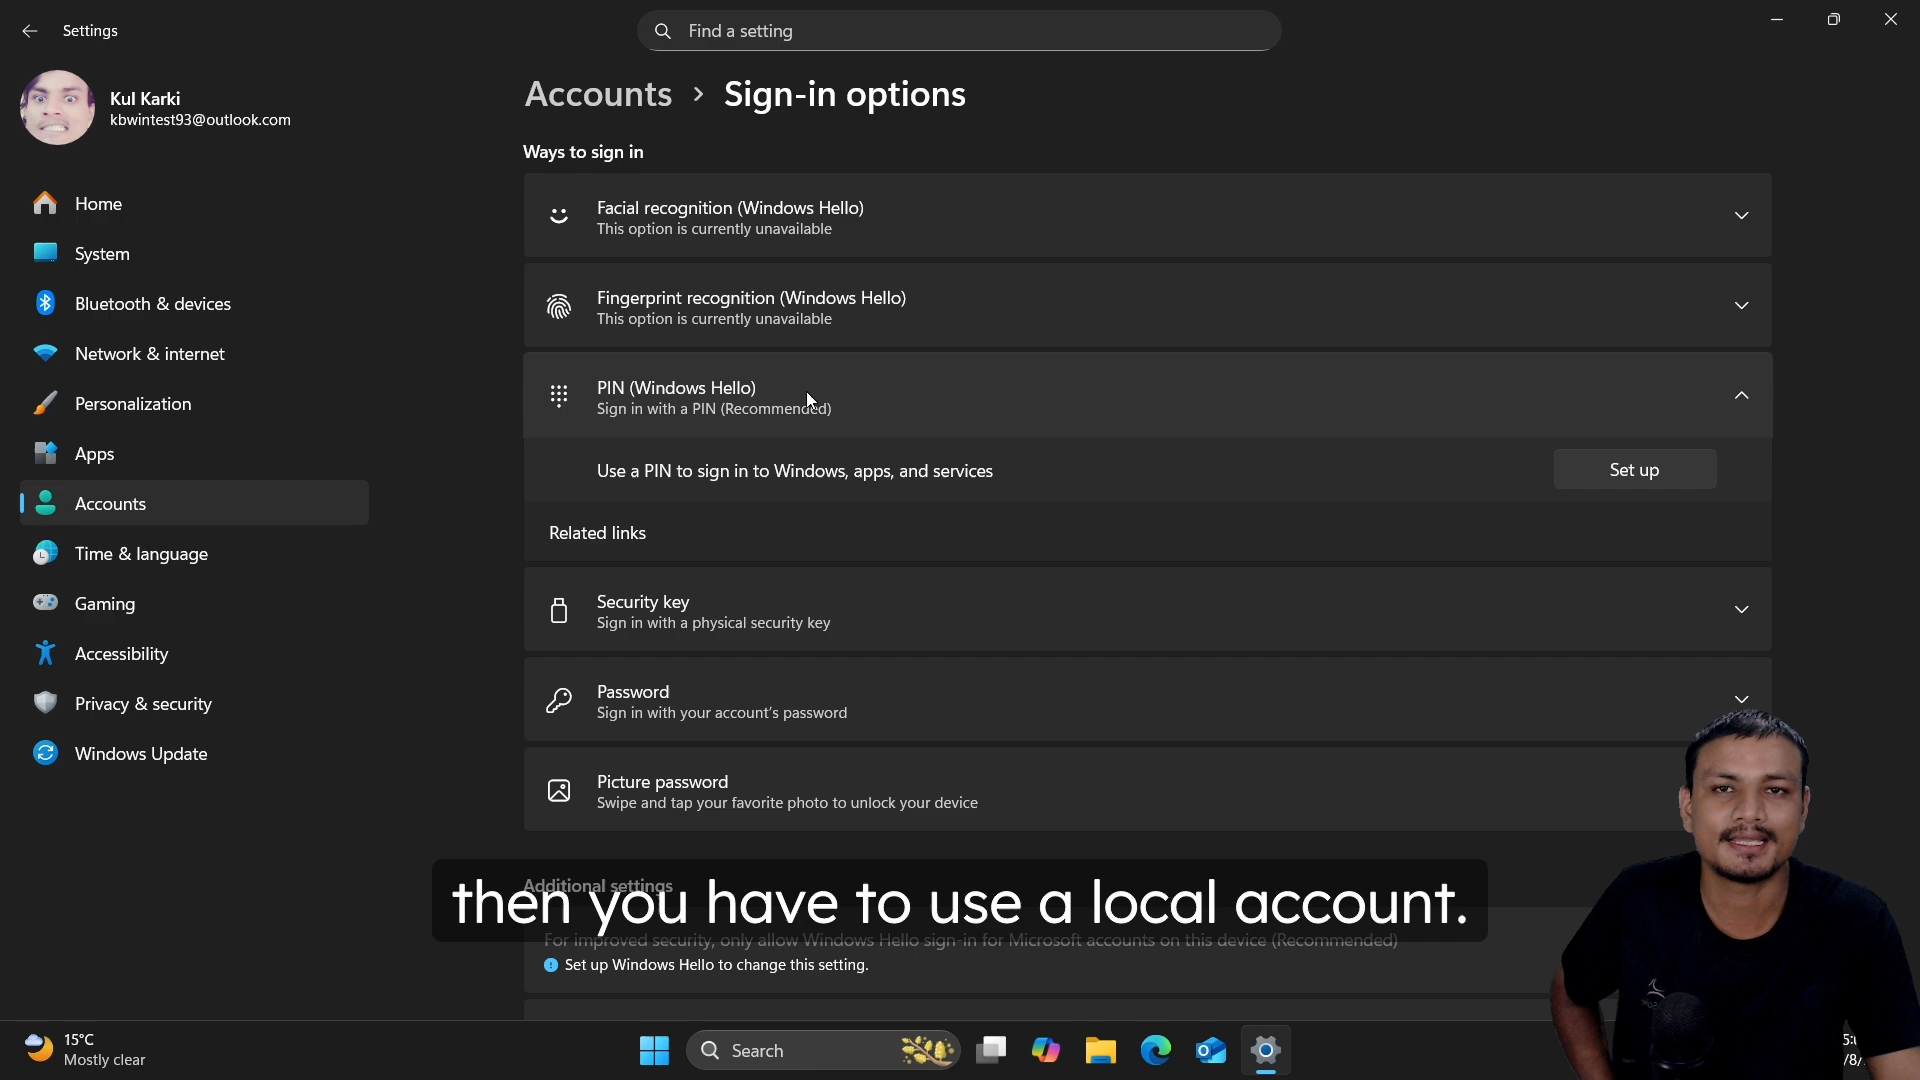 Settings
Find a setting
Kul Karki
kbwintest93@outlook.com
Accounts > Sign-in options
Ways to sign in
Home
System
Bluetooth & devices
Network & internet
Personalization
Apps
Accounts
Time & language
Gaming
Accessibility
Privacy & security
Windows Update
Facial recognition (Windows Hello)
This option is currently unavailable
Fingerprint recognition (Windows Hello)
This option is currently unavailable
PIN (Windows Hello)
Sign in with a PIN (Recommended)
Use a PIN to sign in to Windows, apps, and services
Set up
Related links
Security key
Sign in with a physical security key
Password
Sign in with your account's password
Picture password
Swipe and tap your favorite photo to unlock your device
Additional settings
then you have to use a local account.
For improved security, only allow Windows Hello sign-in for Microsoft accounts on this device (Recommended)
Set up Windows Hello to change this setting.
15°C
Mostly clear
Search